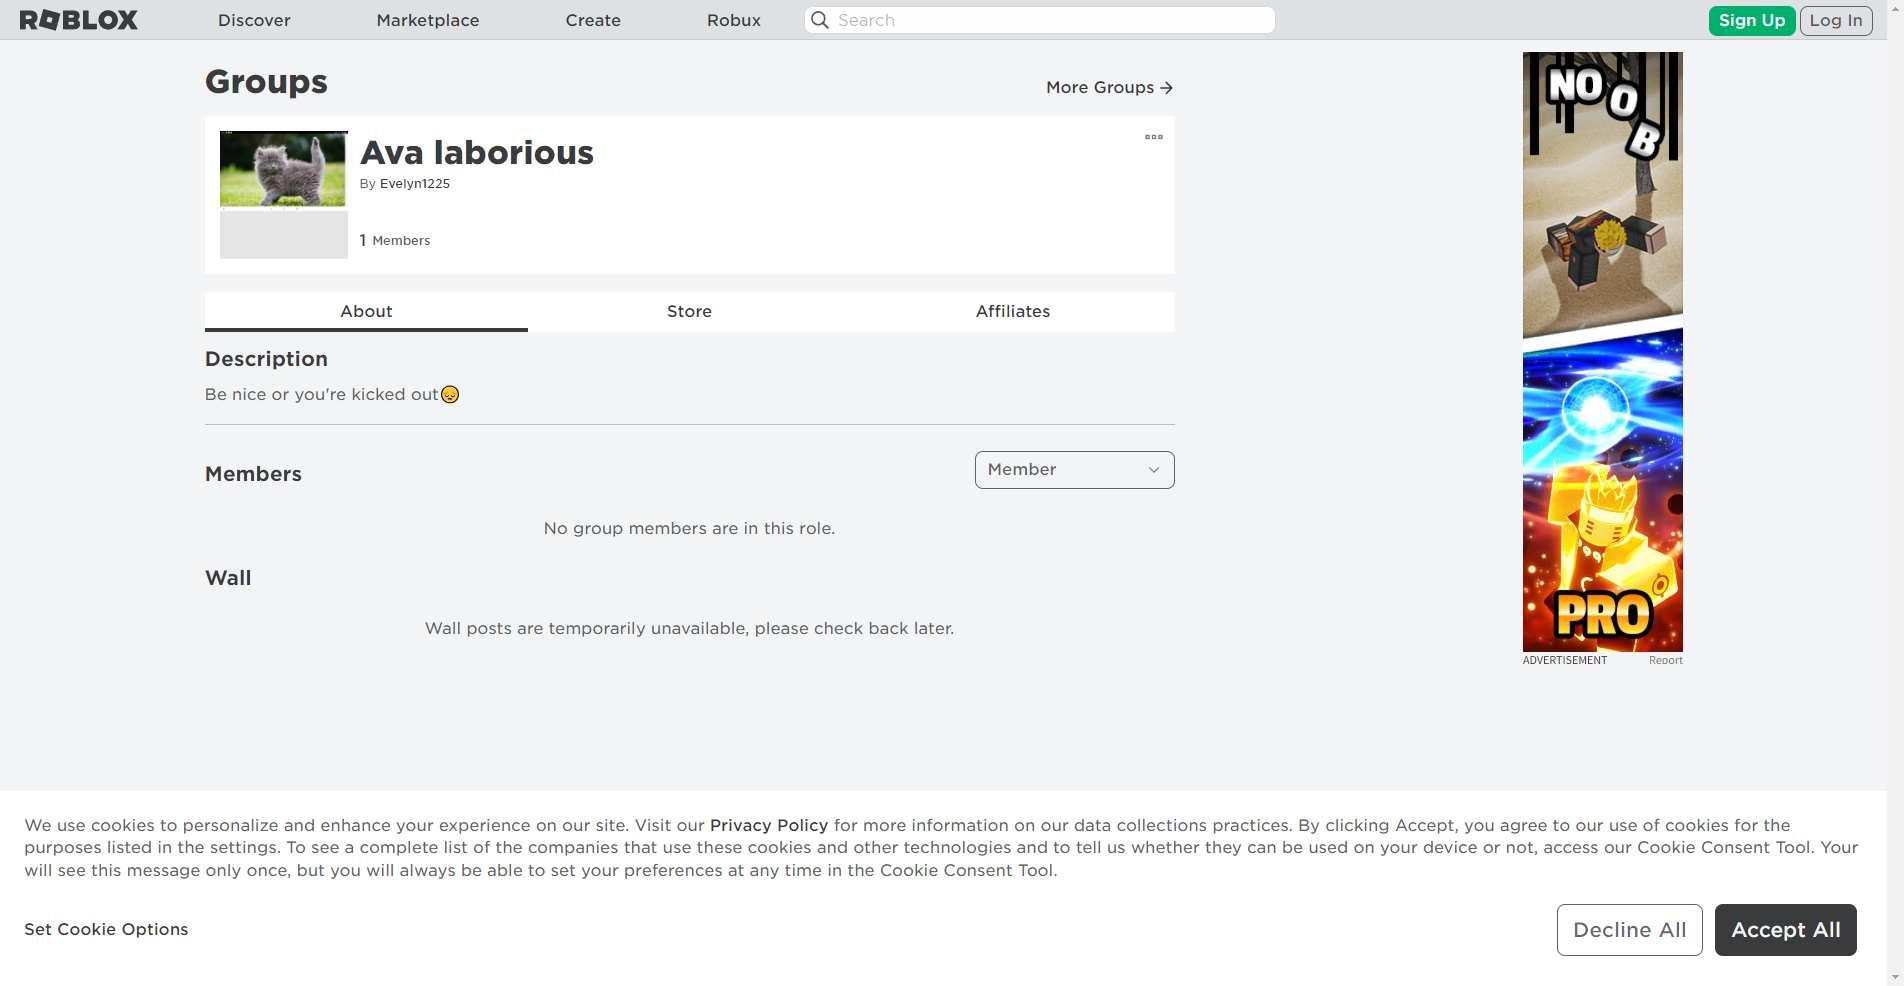 ROBLOX
Discover
Marketplace
Create
Robux
Search
Sign Up
Log In
Groups
More Groups
Ava laborious
By Evelyn1225
1 Members
About
Store
Affiliates
Description
Be nice or you're kicked out😞
Members
Member
No group members are in this role.
Wall
Wall posts are temporarily unavailable, please check back later.
NOOB
PRO
ADVERTISEMENT
Report
We use cookies to personalize and enhance your experience on our site. Visit our Privacy Policy for more information on our data collections practices. By clicking Accept, you agree to our use of cookies for the
purposes listed in the settings. To see a complete list of the companies that use these cookies and other technologies and to tell us whether they can be used on your device or not, access our Cookie Consent Tool. Your
will see this message only once, but you will always be able to set your preferences at any time in the Cookie Consent Tool.
Set Cookie Options
Decline All
Accept All